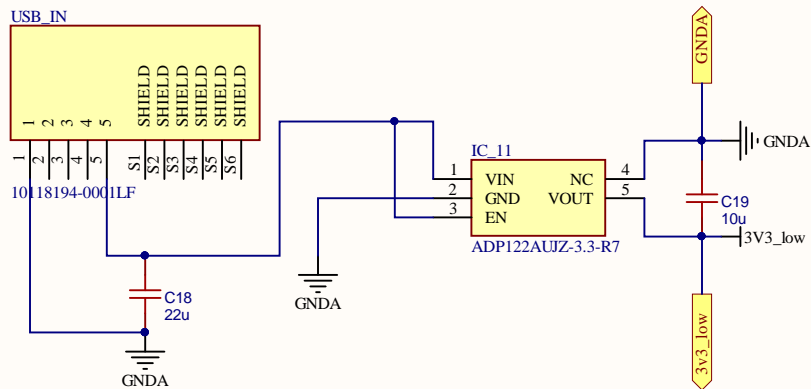 USB_IN
1
2
3
4
5
SHIELD
SHIELD
SHIELD
SHIELD
SHIELD
SHIELD
1
2
3
4
5
S1
S2
S3
S4
S5
S6
10118194-0001LF
C18
22u
GNDA
GNDA
IC_11
1
VIN
NC
4
2
GND
VOUT
5
3
EN
ADP122AUJZ-3.3-R7
GNDA
GNDA
C19
10u
3V3_low
3v3_low